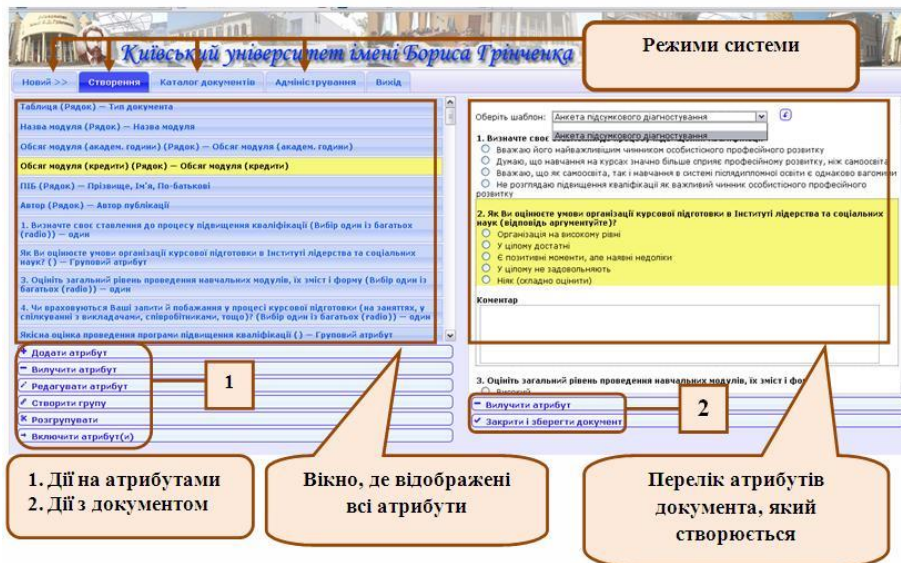 Київський університет імені Бориса Грінченка
Режими системи
Новий >>
Створення
Каталог документів
Адміністрування
Вихід
Таблиця (Рядок) — Тип документа
Назва модуля (Рядок) — Назва модуля
Обсяг модуля (академ. години) (Рядок) — Обсяг модуля (академ. години)
Обсяг модуля (кредити) (Рядок) — Обсяг модуля (кредити)
ПІБ (Рядок) — Прізвище, Ім'я, По-батькові
Автор (Рядок) — Автор публікації
1. Визначте своє ставлення до процесу підвищення кваліфікації (Вибір один із багатьох
(radio)) — один
Як Ви оцінюєте умови організації курсової підготовки в Інституті лідерства та соціальних
наук? () — Груповий атрибут
3. Оцініть загальний рівень проведення навчальних модулів, їх зміст і форму (Вибір один із
багатьох (radio)) — один
4. Чи враховуються Ваші запити й побажання у процесі курсової підготовки (на заняттях, у
спілкуванні з викладачами, співробітниками, тощо)? (Вибір один із багатьох (radio)) — один
Якісна оцінка проведення програми підвищення кваліфікації () — Груповий атрибут
Додати атрибут
Вилучити атрибут
Редагувати атрибут
Створити групу
Розгрупувати
Включити атрибут(и)
1
Оберіть шаблон:
Анкета підсумкового діагностування
Анкета підсумкового діагностування
1. Визначте своє
Вважаю його найважливішим чинником особистісного професійного розвитку
Думаю, що навчання на курсах значно більше сприяє професійному розвитку, ніж самоосвіта
Вважаю, що як самоосвіта, так і навчання в системі післядипломної освіти є однаково вагомими
Не розглядаю підвищення кваліфікації як важливий чинник особистісного професійного
розвитку
2. Як Ви оцінюєте умови організації курсової підготовки в Інституті лідерства та соціальних
наук (відповідь аргументуйте)?
Організація на високому рівні
У цілому достатні
Є позитивні моменти, але наявні недоліки
У цілому не задовольняють
Ніяк (складно оцінити)
Коментар
3. Оцініть загальний рівень проведення навчальних модулів, їх зміст і форму
Високий
Вилучити атрибут
Закрити і зберегти документ
2
1. Дії на атрибутами
2. Дії з документом
Вікно, де відображені
всі атрибути
Перелік атрибутів
документа, який
створюється